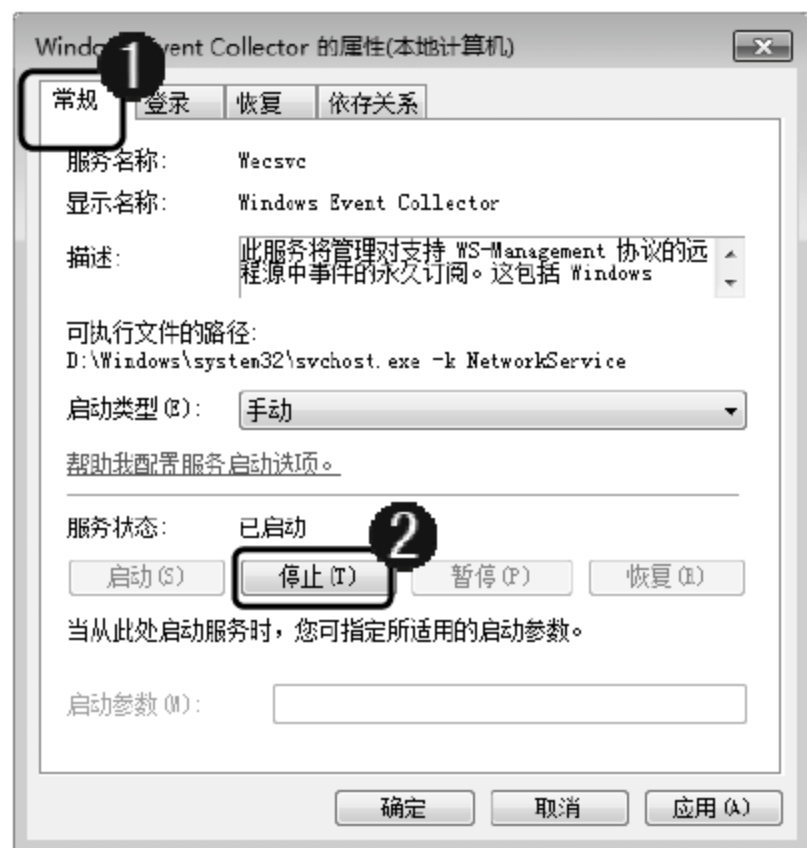 Windo Event Collector 的属性(本地计算机)
1
常规 登录 恢复 依存关系
服务名称: Wecsvc
显示名称: Windows Event Collector
描述: 此服务将管理对支持 WS-Management 协议的远
程源中事件的永久订阅。这包括 Windows
可执行文件的路径:
D:\Windows\system32\svchost.exe -k NetworkService
启动类型(E): 手动
帮助我配置服务启动选项。
服务状态: 已启动
2
启动(S) 停止(T) 暂停(P) 恢复(R)
当从此处启动服务时，您可指定所适用的启动参数。
启动参数(M):
确定 取消 应用(A)